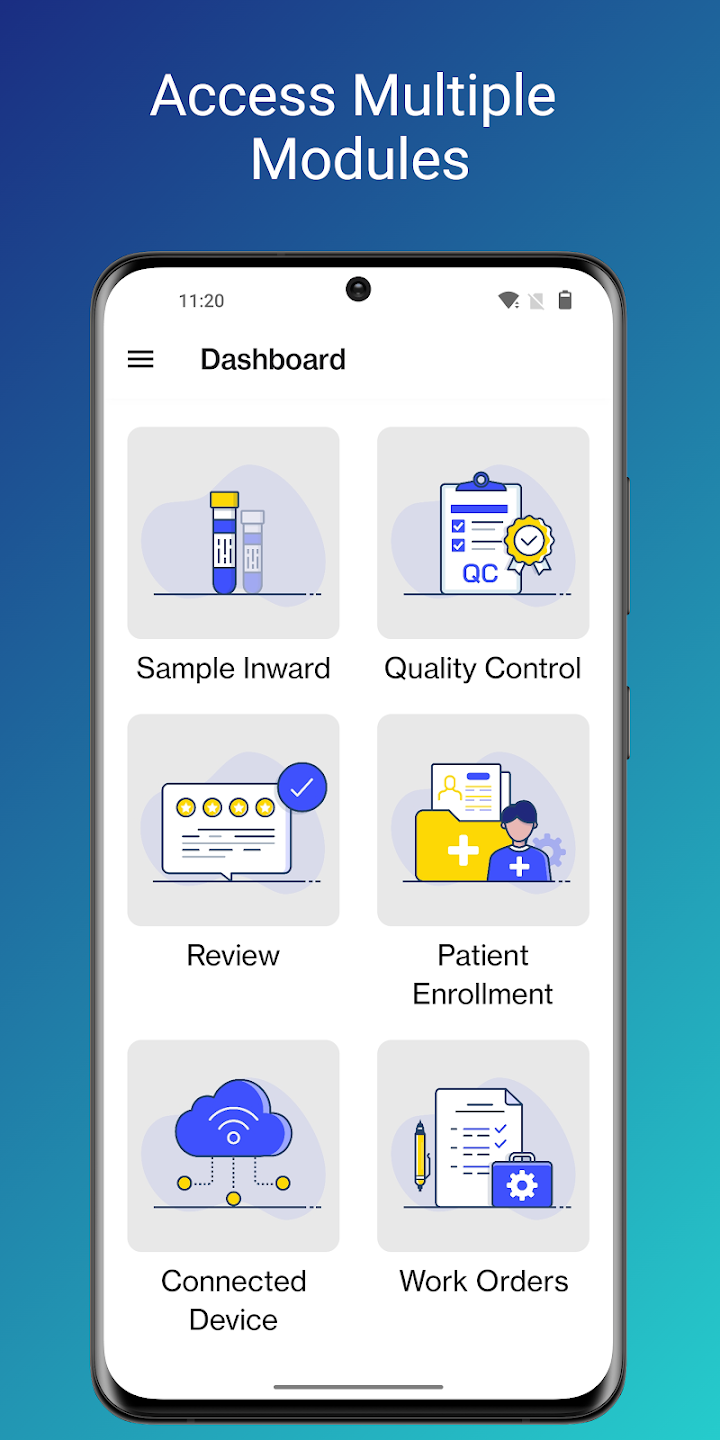 Access Multiple
Modules
11:20
Dashboard
QC
Sample Inward
Quality Control
Review
Patient
Enrollment
Connected
Device
Work Orders